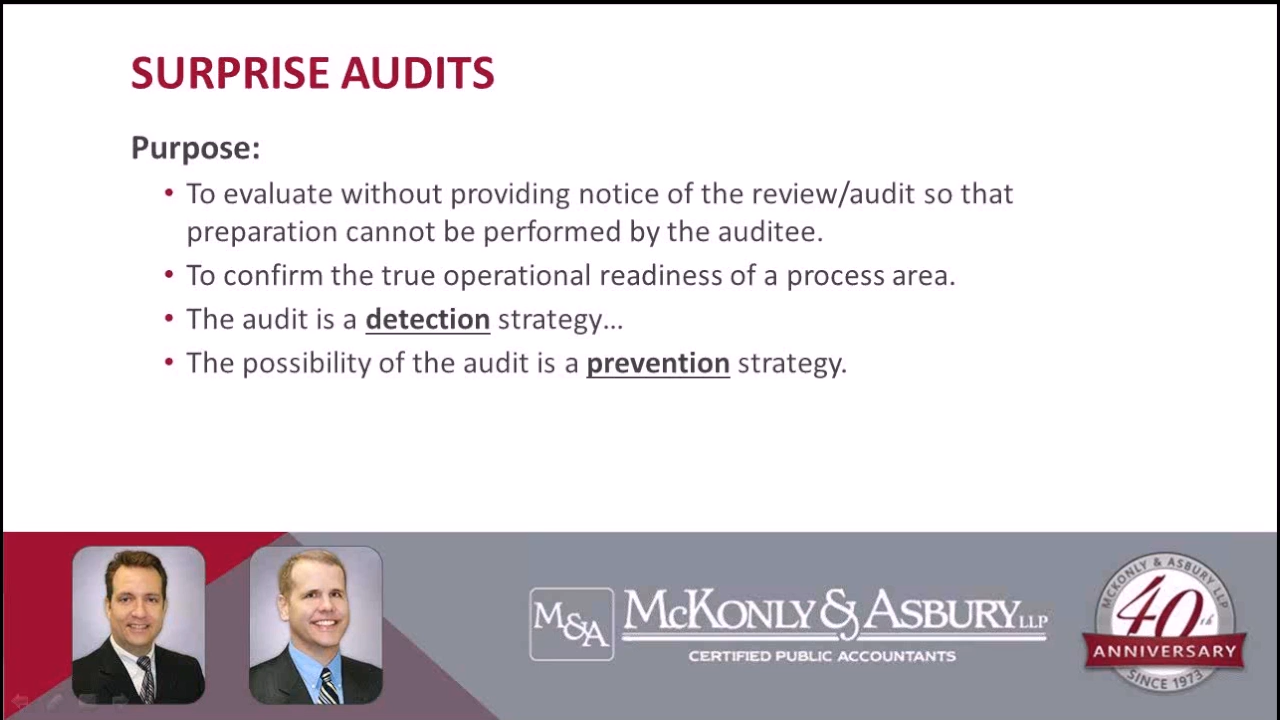 SURPRISE AUDITS
Purpose:
• To evaluate without providing notice of the review/audit so that
preparation cannot be performed by the auditee.
• To confirm the true operational readiness of a process area.
• The audit is a detection strategy…
• The possibility of the audit is a prevention strategy.
M&A
McKonly & Asbury LLP
CERTIFIED PUBLIC ACCOUNTANTS
McKONLY & ASBURY LLP
40th
ANNIVERSARY
SINCE 1973